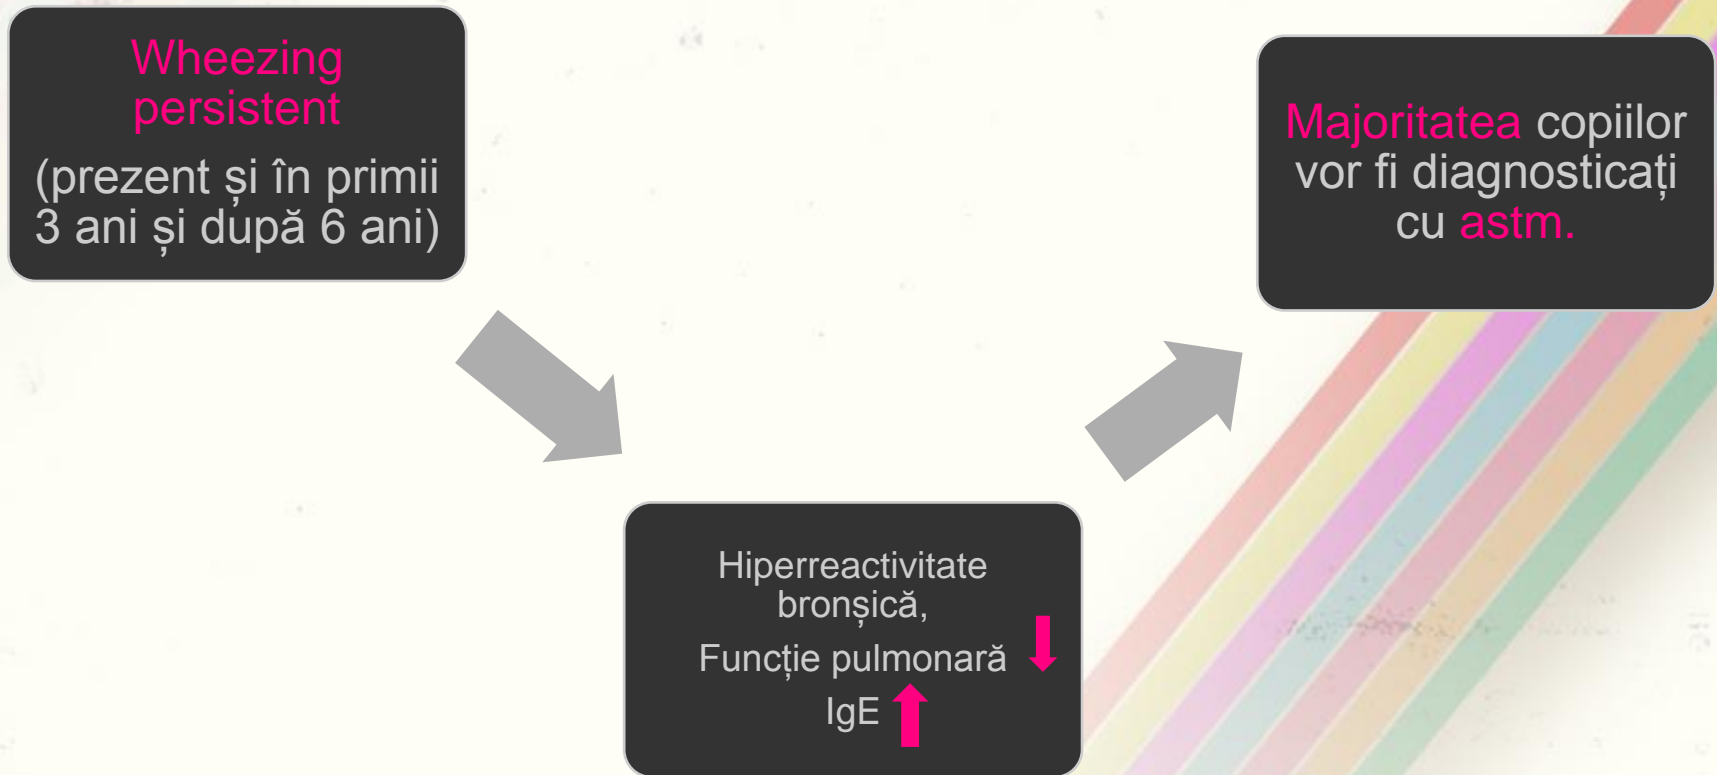 Wheezing
persistent
(prezent și în primii
3 ani și după 6 ani)
Hiperreactivitate
bronșică,
Funcție pulmonară
IgE
Majoritatea copiilor
vor fi diagnosticați
cu astm.